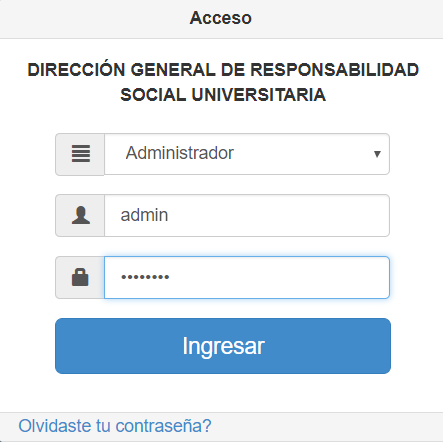 Acceso
DIRECCIÓN GENERAL DE RESPONSABILIDAD
SOCIAL UNIVERSITARIA
Administrador
admin
••••••••
Ingresar
Olvidaste tu contraseña?